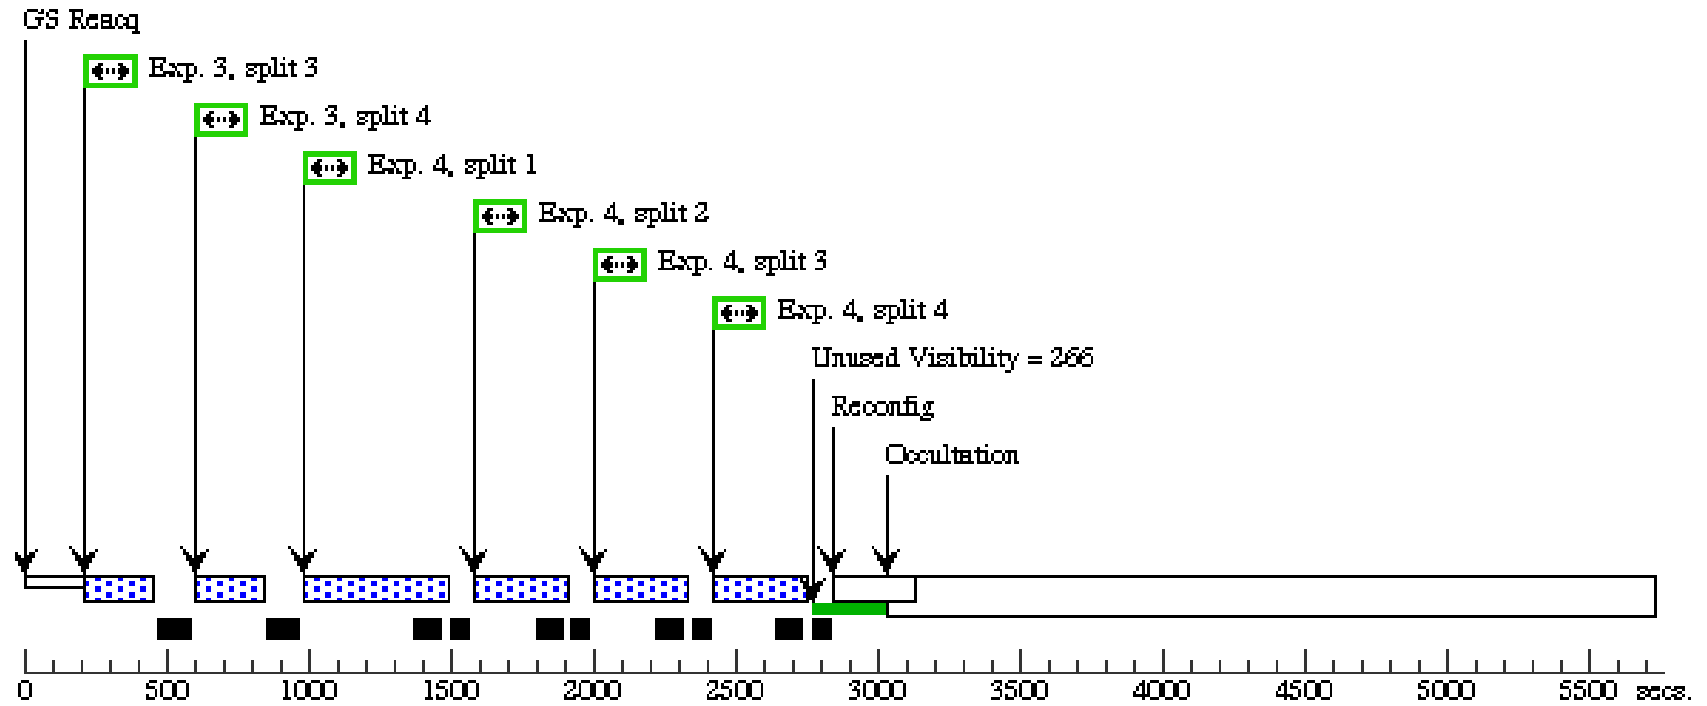 GS Reacq
Exp. 3, split 3
Exp. 3, split 4
Exp. 4, split 1
Exp. 4, split 2
Exp. 4, split 3
Exp. 4, split 4
Unused Visibility = 266
Reconfig
Occultation
0 500 1000 1500 2000 2500 3000 3500 4000 4500 5000 5500 secs.